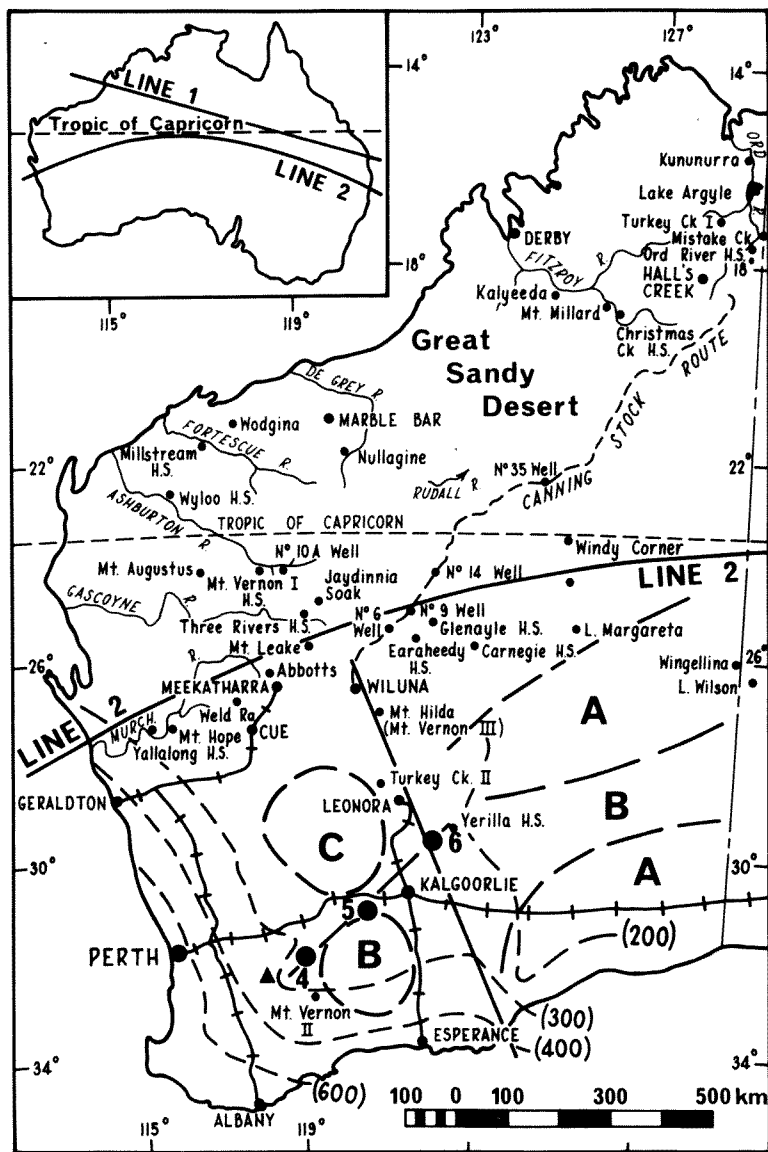 LINE 1
Tropic of Capricorn
LINE 2
123° 127°
14° 14°
18° 18°
115° 119°
ORD
R.
Kununurra
Lake Argyle
Turkey Ck I
Mistake Ck
Ord River H.S.
HALL'S
CREEK
DERBY
FITZROY R.
Kalyeeda
Mt. Millard
Christmas
Ck H.S.
Great
Sandy
Desert
CANNING STOCK ROUTE
DE GREY R.
Wodgina
MARBLE BAR
FORTESCUE R.
Millstream
H.S.
Nullagine
22° 22°
N° 35 Well
RUDALL R.
Wyloo H.S.
ASHBURTON R.
TROPIC OF CAPRICORN
N° 10A Well
Windy Corner
Mt. Augustus
Mt. Vernon I
H.S.
Jaydinnia
Soak
N° 14 Well
LINE 2
GASCOYNE R.
Three Rivers H.S.
N° 6
Well
N° 9 Well
Glenayle H.S.
L. Margareta
Mt. Leake
Earaheedy
H.S.
Carnegie H.S.
26° 26°
Abbotts
Wingellina
R.
MEEKATHARRA
WILUNA
L. Wilson
LINE 2
Weld Ra
Mt. Hilda
(Mt. Vernon III)
A
MURCH.
Mt. Hope
CUE
Yallalong H.S.
Turkey Ck. II
GERALDTON
LEONORA
B
Yerilla H.S.
C
6
30° 30°
A
KALGOORLIE
5
(200)
PERTH
B
4
Mt. Vernon
II
(300)
ESPERANCE
(400)
34° 34°
(600)
ALBANY
100 0 100 300 500 km
115° 119°